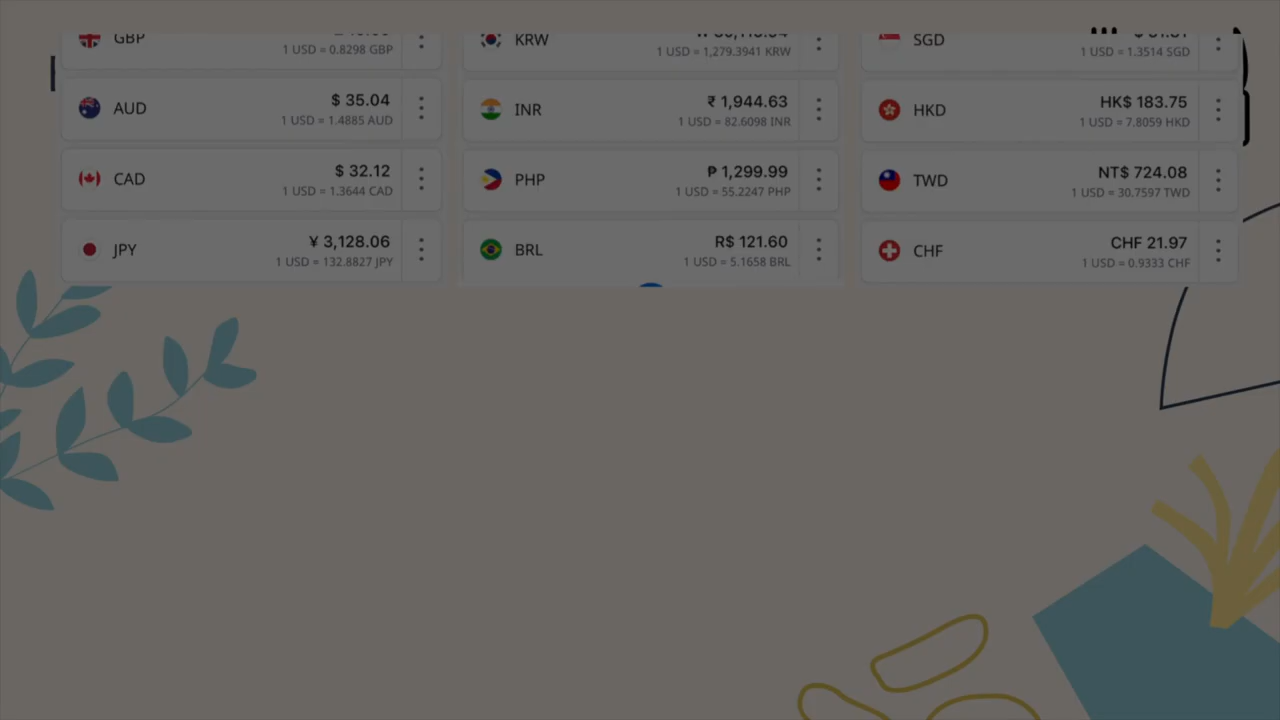 GBP
1 USD = 0.8298 GBP
AUD
$ 35.04
1 USD = 1.4885 AUD
CAD
$ 32.12
1 USD = 1.3644 CAD
JPY
¥ 3,128.06
1 USD = 132.8827 JPY
KRW
1 USD = 1,279.3941 KRW
INR
₹ 1,944.63
1 USD = 82.6098 INR
PHP
₱ 1,299.99
1 USD = 55.2247 PHP
BRL
R$ 121.60
1 USD = 5.1658 BRL
SGD
1 USD = 1.3514 SGD
HKD
HK$ 183.75
1 USD = 7.8059 HKD
TWD
NT$ 724.08
1 USD = 30.7597 TWD
CHF
CHF 21.97
1 USD = 0.9333 CHF